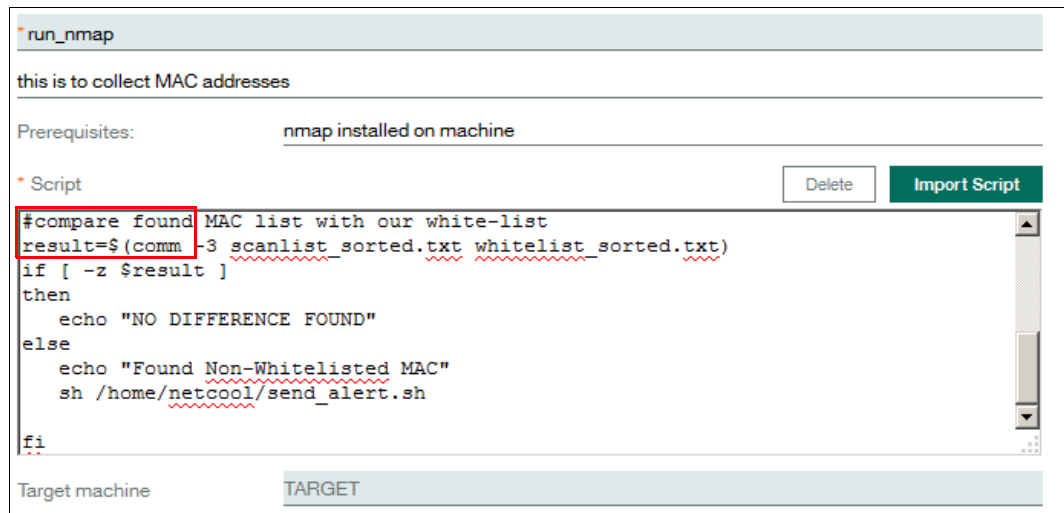 * run_nmap
this is to collect MAC addresses
Prerequisites: nmap installed on machine
* Script Delete Import Script
#compare found MAC list with our white-list
result=$(comm -3 scanlist_sorted.txt whitelist_sorted.txt)
if [ -z $result ]
then
   echo "NO DIFFERENCE FOUND"
else
   echo "Found Non-Whitelisted MAC"
   sh /home/netcool/send_alert.sh
fi
Target machine TARGET